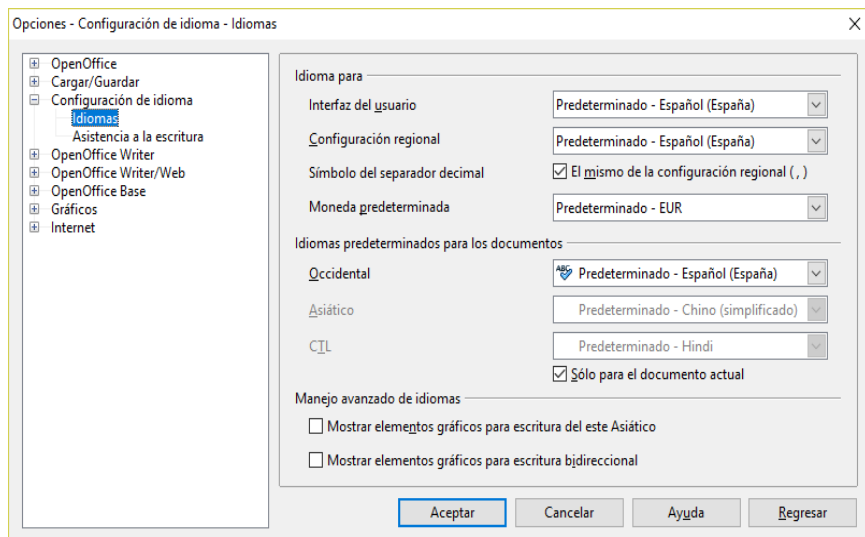 Opciones - Configuración de idioma - Idiomas
OpenOffice
Cargar/Guardar
Configuración de idioma
Idiomas
Asistencia a la escritura
OpenOffice Writer
OpenOffice Writer/Web
OpenOffice Base
Gráficos
Internet
Idioma para
Interfaz del usuario Predeterminado - Español (España)
Configuración regional Predeterminado - Español (España)
Símbolo del separador decimal El mismo de la configuración regional ( , )
Moneda predeterminada Predeterminado - EUR
Idiomas predeterminados para los documentos
Occidental ABC Predeterminado - Español (España)
Asiático Predeterminado - Chino (simplificado)
CTL Predeterminado - Hindi
Sólo para el documento actual
Manejo avanzado de idiomas
Mostrar elementos gráficos para escritura del este Asiático
Mostrar elementos gráficos para escritura bidireccional
Aceptar Cancelar Ayuda Regresar